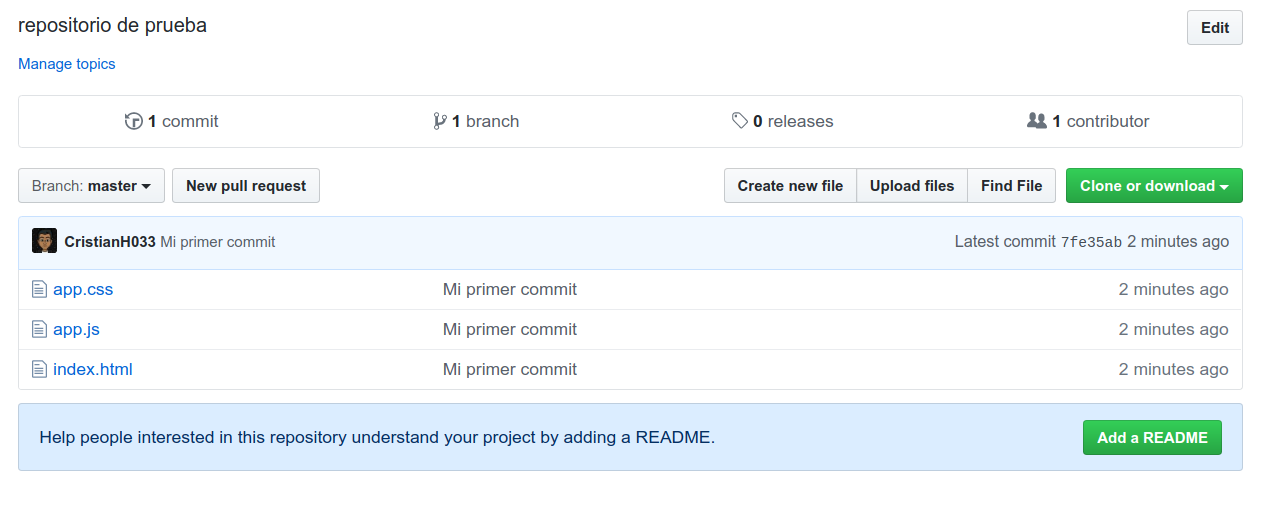 repositorio de prueba Edit
Manage topics
1 commit 1 branch 0 releases 1 contributor
Branch: master New pull request Create new file Upload files Find File Clone or download
CristianH033 Mi primer commit Latest commit 7fe35ab 2 minutes ago
app.css Mi primer commit 2 minutes ago
app.js Mi primer commit 2 minutes ago
index.html Mi primer commit 2 minutes ago
Help people interested in this repository understand your project by adding a README. Add a README